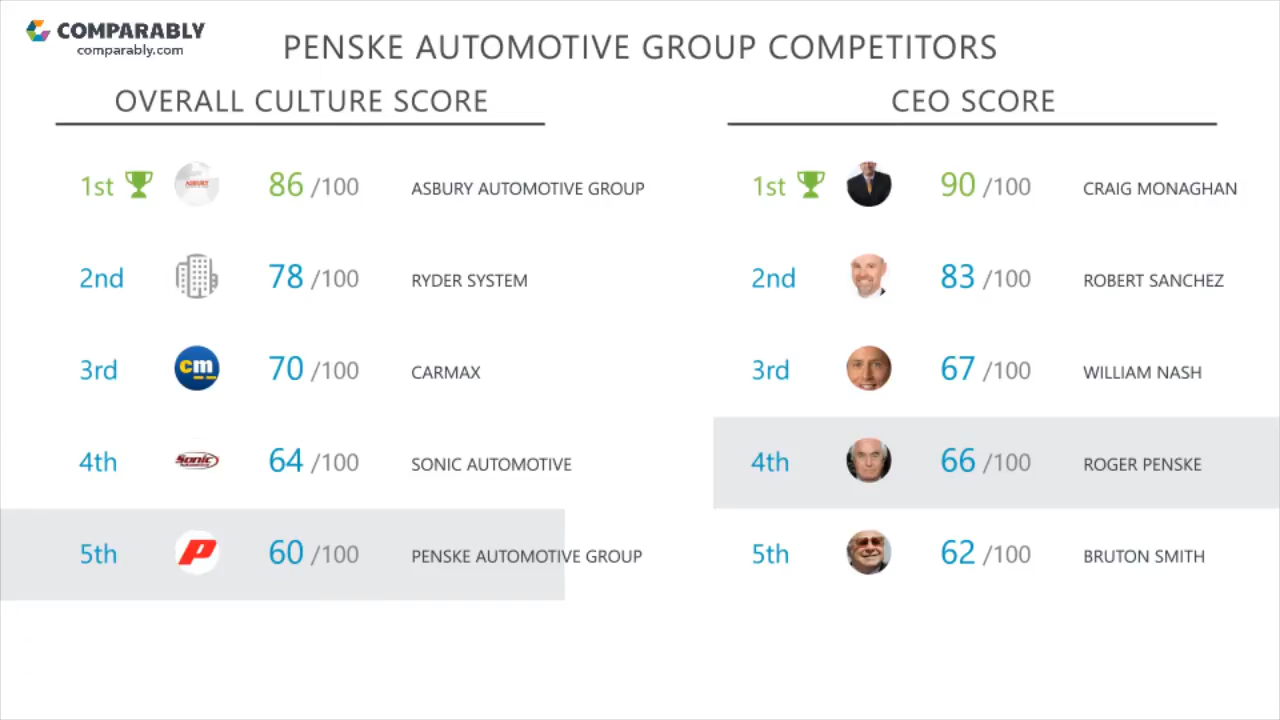 COMPARABLY
comparably.com
PENSKE AUTOMOTIVE GROUP COMPETITORS
OVERALL CULTURE SCORE
1st 86 /100 ASBURY AUTOMOTIVE GROUP
2nd 78 /100 RYDER SYSTEM
3rd cm 70 /100 CARMAX
4th Sonic 64 /100 SONIC AUTOMOTIVE
5th P 60 /100 PENSKE AUTOMOTIVE GROUP
CEO SCORE
1st 90 /100 CRAIG MONAGHAN
2nd 83 /100 ROBERT SANCHEZ
3rd 67 /100 WILLIAM NASH
4th 66 /100 ROGER PENSKE
5th 62 /100 BRUTON SMITH